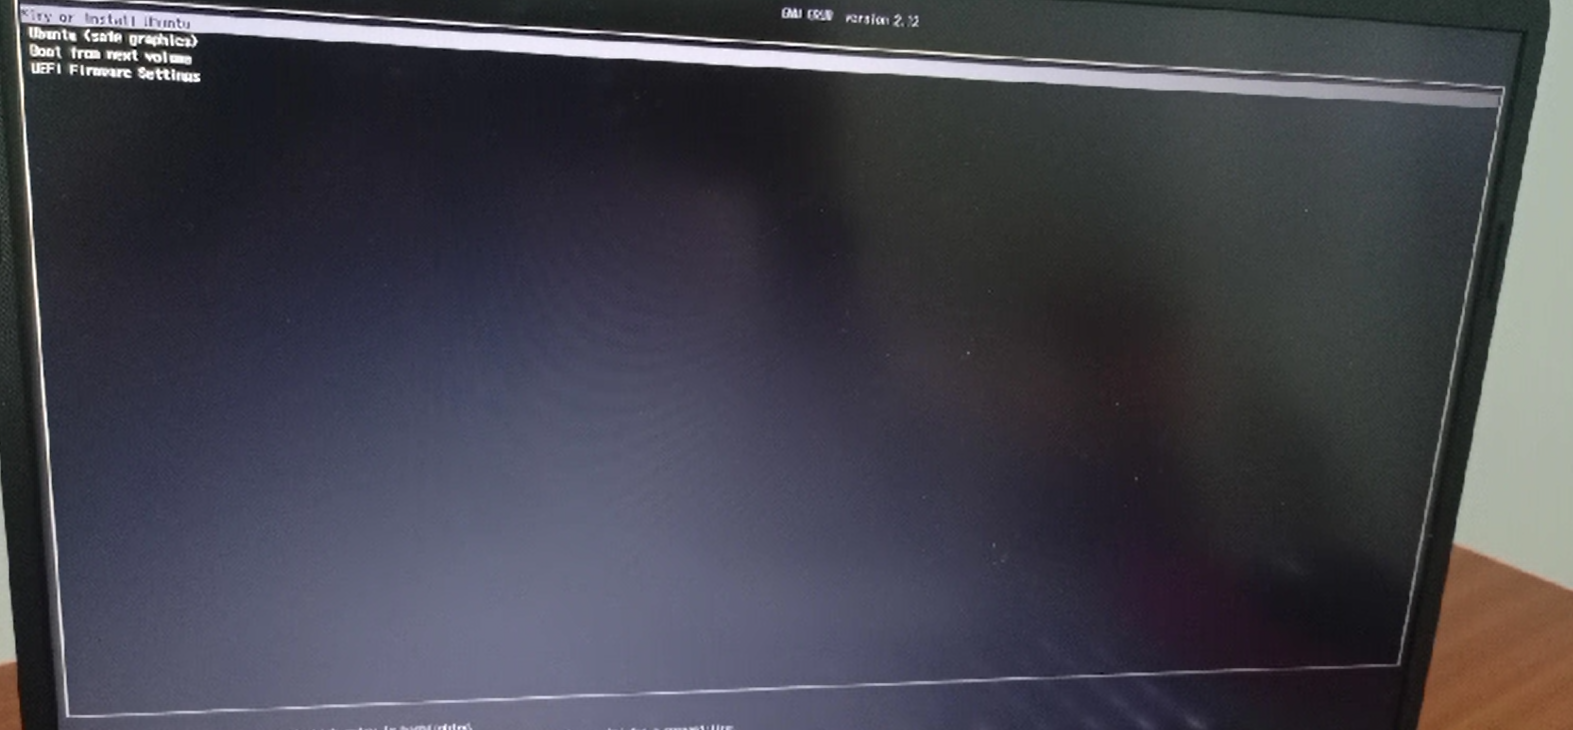 GNU GRUB version 2.12
*Try or Install Ubuntu
Ubuntu (safe graphics)
Boot from next volume
UEFI Firmware Settings